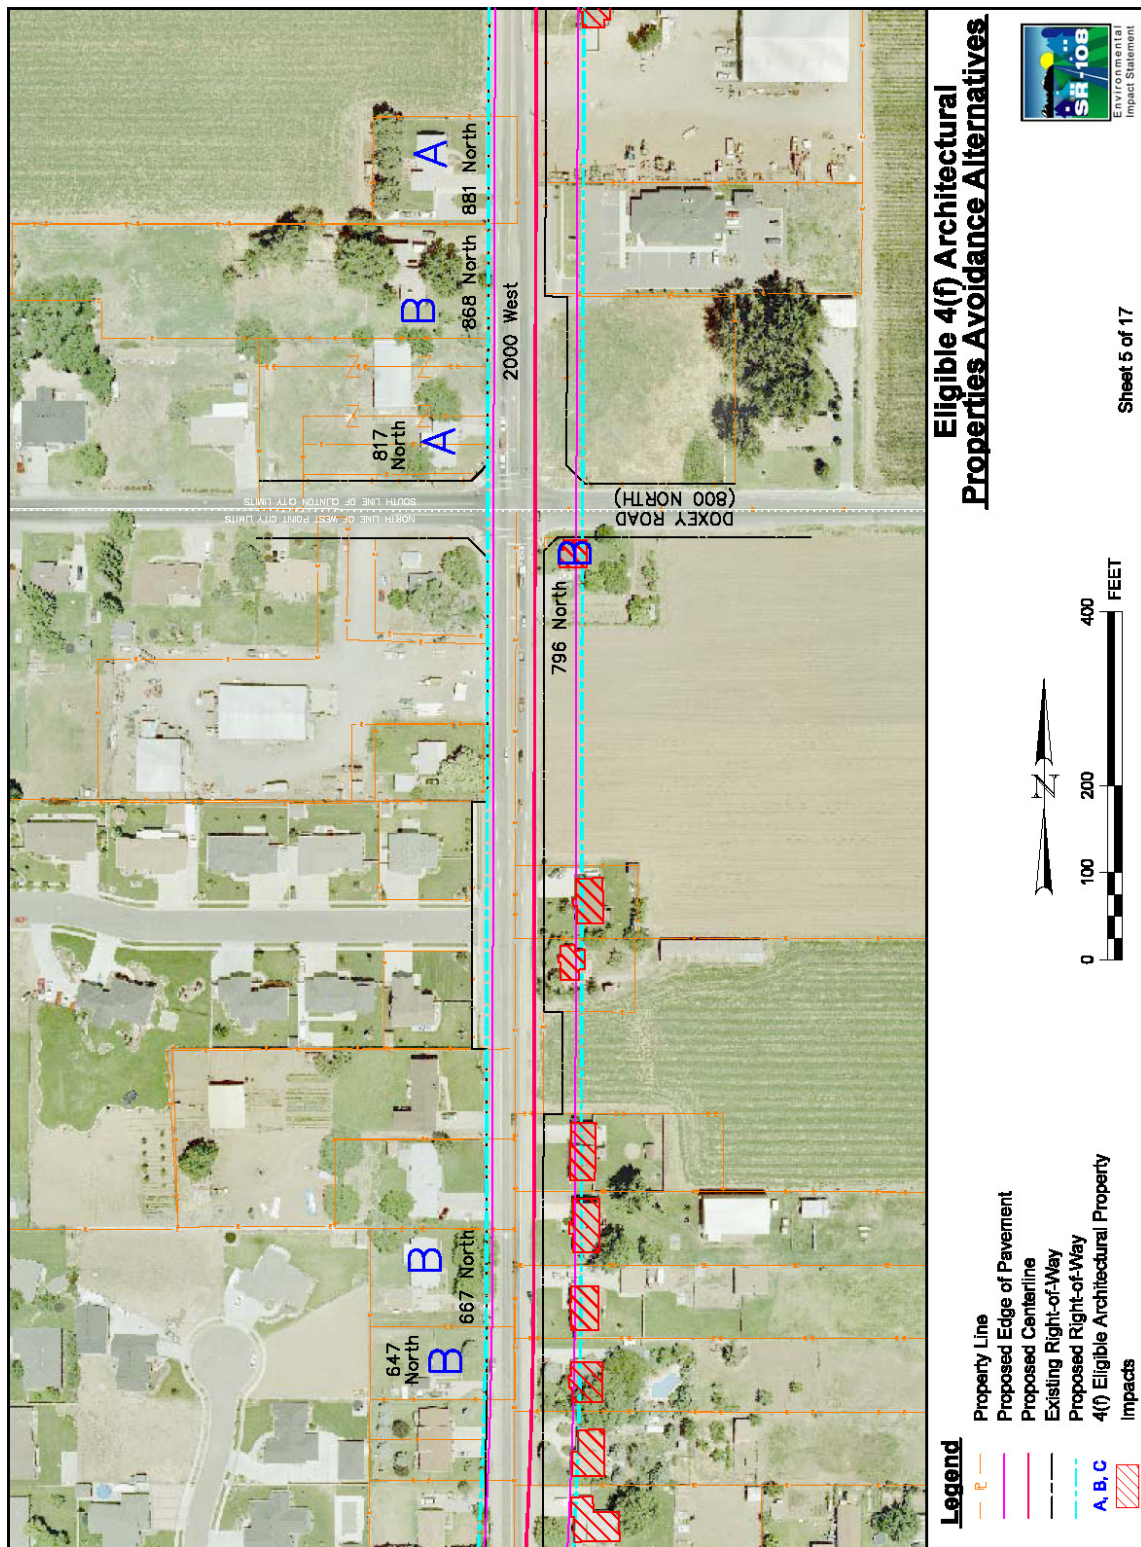 881 North
A
868 North
B
2000 West
817
North
A
SOUTH LINE OF CLINTON CITY LIMITS
NORTH LINE OF WEST POINT CITY LIMITS
DOXEY ROAD
(800 NORTH)
B
796 North
667 North
B
647
North
B
Eligible 4(f) Architectural
Properties Avoidance Alternatives
SR-108
Environmental
Impact Statement
Sheet 5 of 17
N
0 100 200 400
FEET
Legend
P Property Line
Proposed Edge of Pavement
Proposed Centerline
Existing Right-of-Way
Proposed Right-of-Way
A, B, C 4(f) Eligible Architectural Property
Impacts